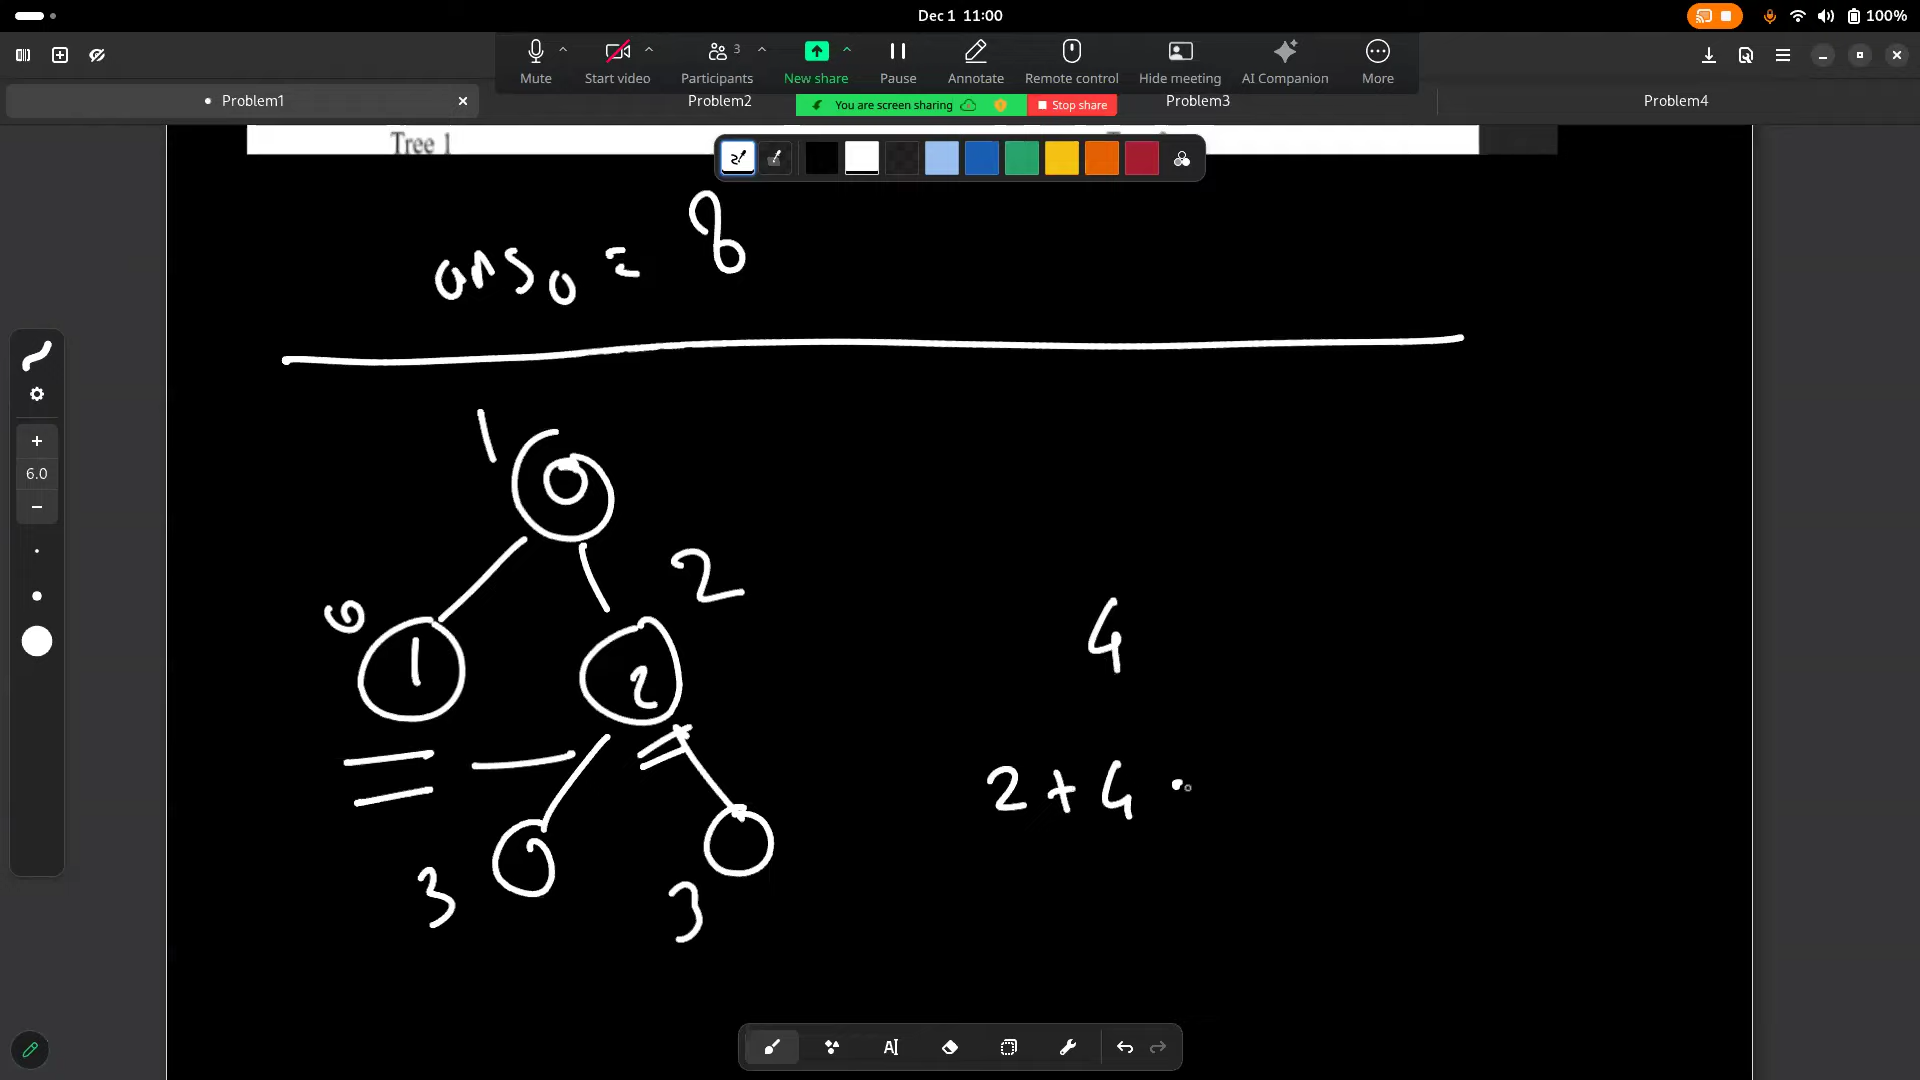 Dec 1 11:00
100%
Mute
Start video
Participants 3
New share
Pause
Annotate
Remote control
Hide meeting
AI Companion
More
Problem1
Problem2
You are screen sharing
Stop share
Problem3
Problem4
Tree 1
ans0 = 8
1
0
2
1
2
6.0
4
2 + 4
3
3